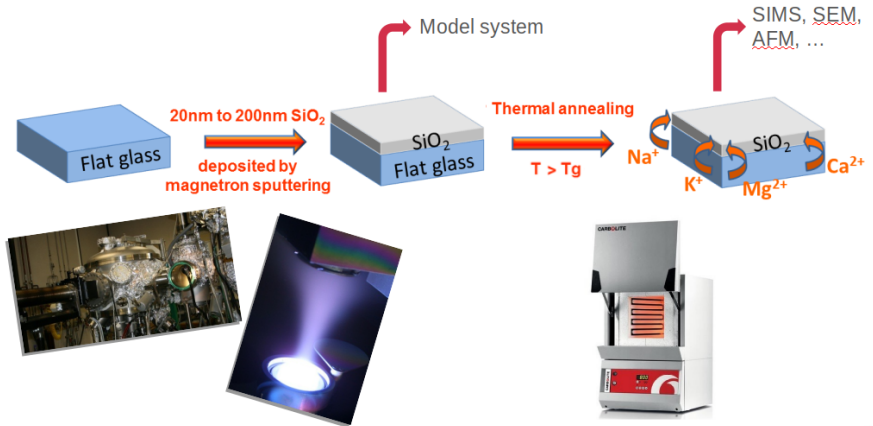 Model system
SIMS, SEM,
AFM, ...
20nm to 200nm SiO₂
deposited by
magnetron sputtering
Thermal annealing
T > Tg
Flat glass
SiO₂
Flat glass
SiO₂
Na⁺
K⁺
Mg²⁺
Ca²⁺
CARBOLITE